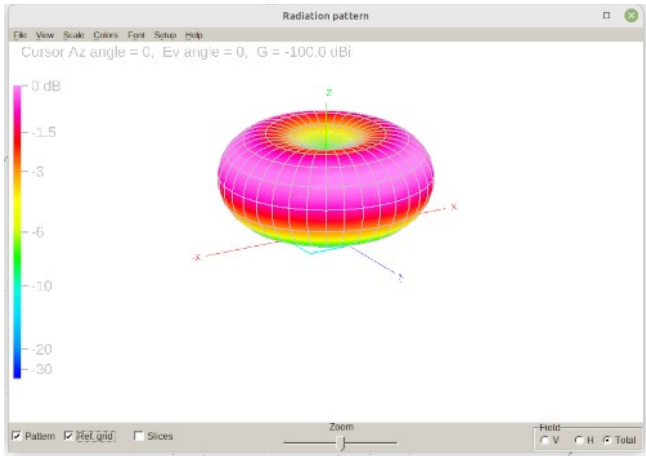 Radiation pattern
File View Scale Colors Font Setup Help
Cursor Az angle = 0, Ev angle = 0, G = -100.0 dBi
0 dB
-1.5
-3
-6
-10
-20
-30
Z
X
-X
Zoom
Field
Pattern Ref. grid Slices
V H Total